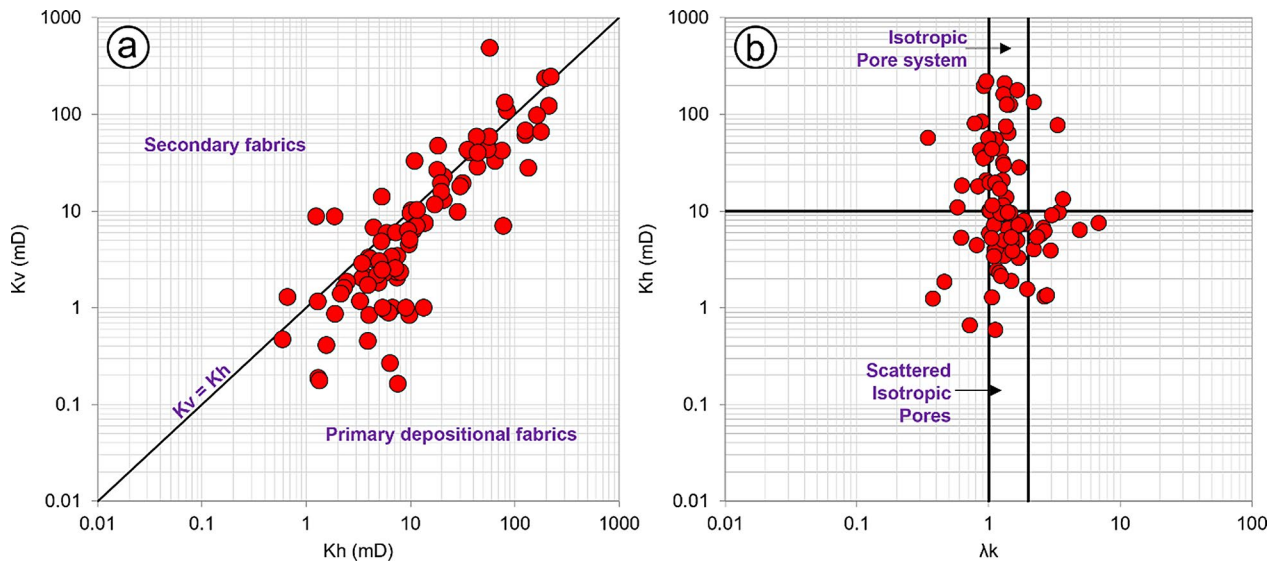 a
1000
100
10
1
0.1
0.01
Kv (mD)
Secondary fabrics
Kv = Kh
Primary depositional fabrics
0.01
0.1
1
10
100
1000
Kh (mD)
b
1000
100
10
1
0.1
0.01
Kh (mD)
Isotropic
Pore system
Scattered
Isotropic
Pores
0.01
0.1
1
10
100
λk